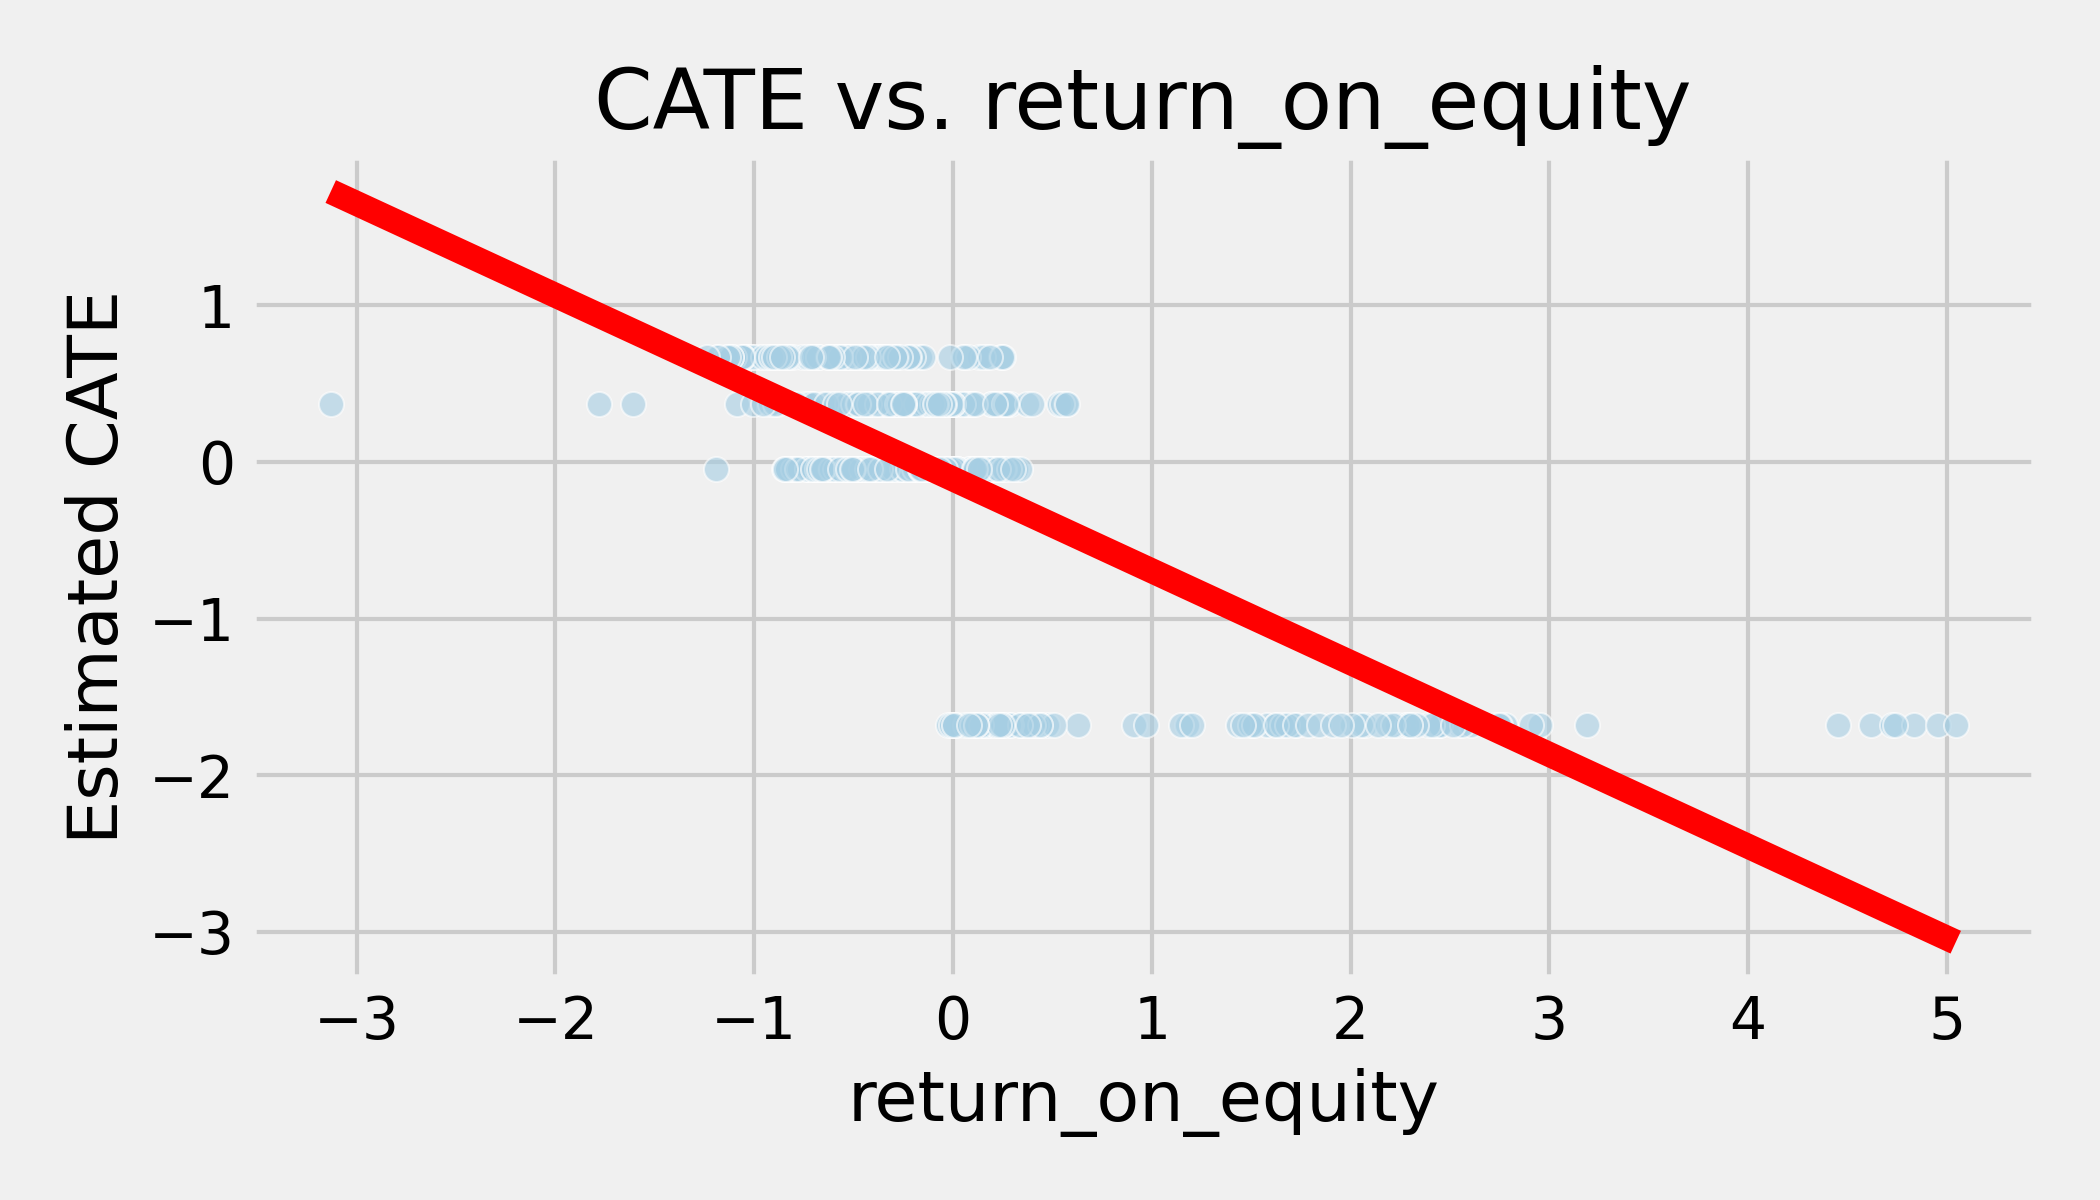 CATE vs. return_on_equity
Estimated CATE
1
0
−1
−2
−3
−3 −2 −1 0 1 2 3 4 5
return_on_equity